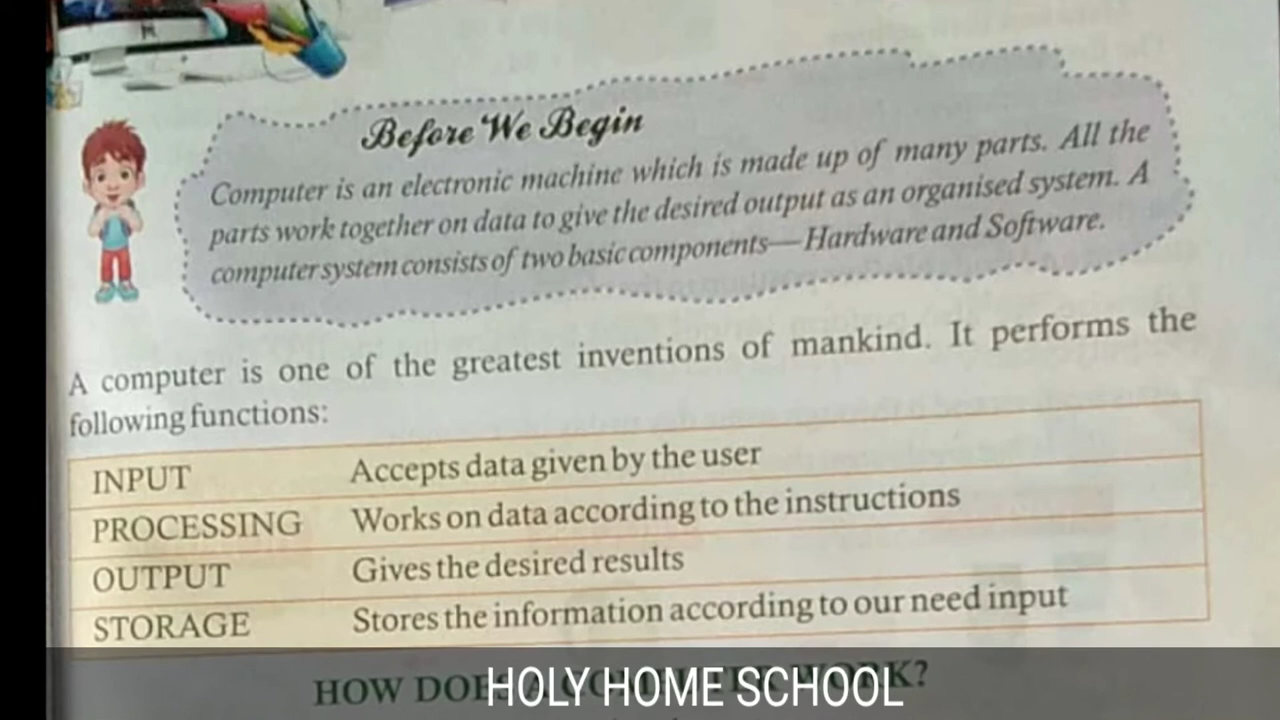 Before We Begin
Computer is an electronic machine which is made up of many parts. All the
parts work together on data to give the desired output as an organised system. A
computer system consists of two basic components—Hardware and Software.
A computer is one of the greatest inventions of mankind. It performs the
following functions:
INPUT Accepts data given by the user
PROCESSING Works on data according to the instructions
OUTPUT Gives the desired results
STORAGE Stores the information according to our need input
HOW DOES A COMPUTER WORK?
HOLY HOME SCHOOL